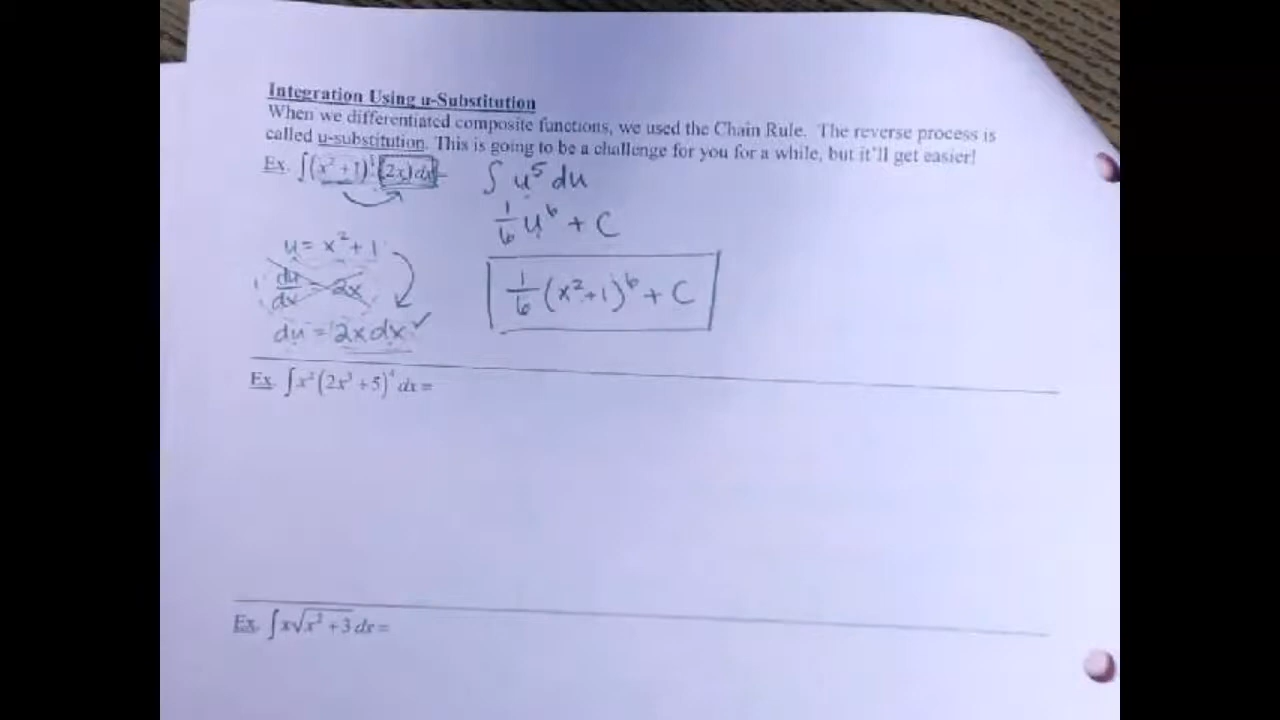 Integration Using u-Substitution
When we differentiated composite functions, we used the Chain Rule. The reverse process is
called u-substitution. This is going to be a challenge for you for a while, but it'll get easier!
Ex. ∫(x² + 1)⁵(2x)dx =
∫ u⁵ du
1/6 u⁶ + C
1/6 (x² + 1)⁶ + C
u = x² + 1
du/dx = 2x
du = 2x dx ✓
Ex. ∫x²(2x³ + 5)⁴ dx =
Ex. ∫x√(x² + 3) dx =